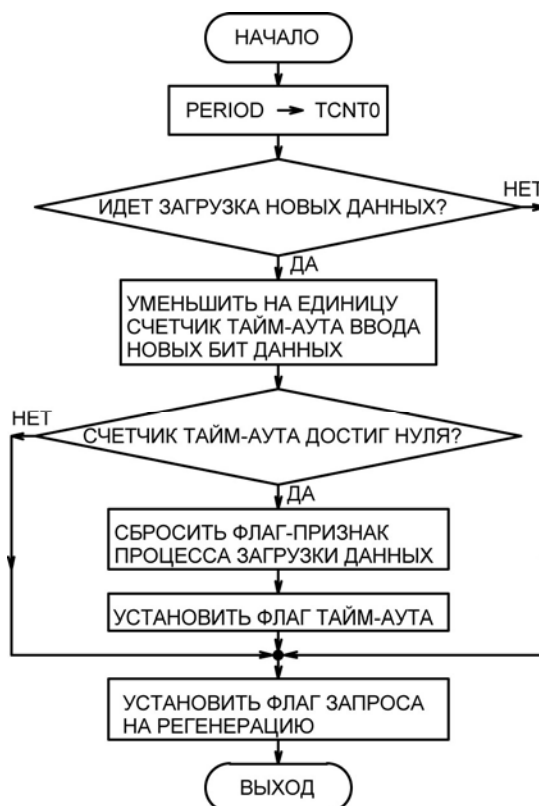 НАЧАЛО
PERIOD → TCNT0
ИДЕТ ЗАГРУЗКА НОВЫХ ДАННЫХ?
НЕТ
ДА
УМЕНЬШИТЬ НА ЕДИНИЦУ
СЧЕТЧИК ТАЙМ-АУТА ВВОДА
НОВЫХ БИТ ДАННЫХ
НЕТ
СЧЕТЧИК ТАЙМ-АУТА ДОСТИГ НУЛЯ?
ДА
СБРОСИТЬ ФЛАГ-ПРИЗНАК
ПРОЦЕССА ЗАГРУЗКИ ДАННЫХ
УСТАНОВИТЬ ФЛАГ ТАЙМ-АУТА
УСТАНОВИТЬ ФЛАГ ЗАПРОСА
НА РЕГЕНЕРАЦИЮ
ВЫХОД